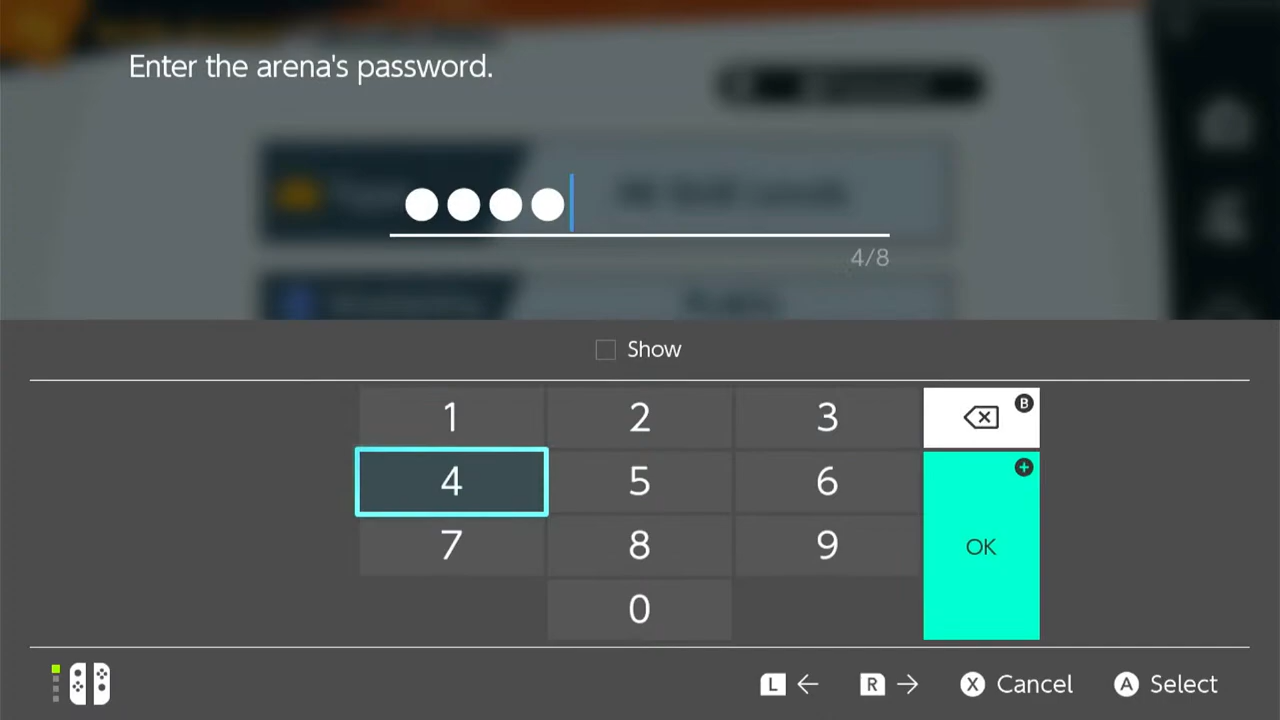 Enter the arena's password.
4/8
Show
1 2 3
B
4 5 6
+
7 8 9
OK
0
L ← R → X Cancel A Select